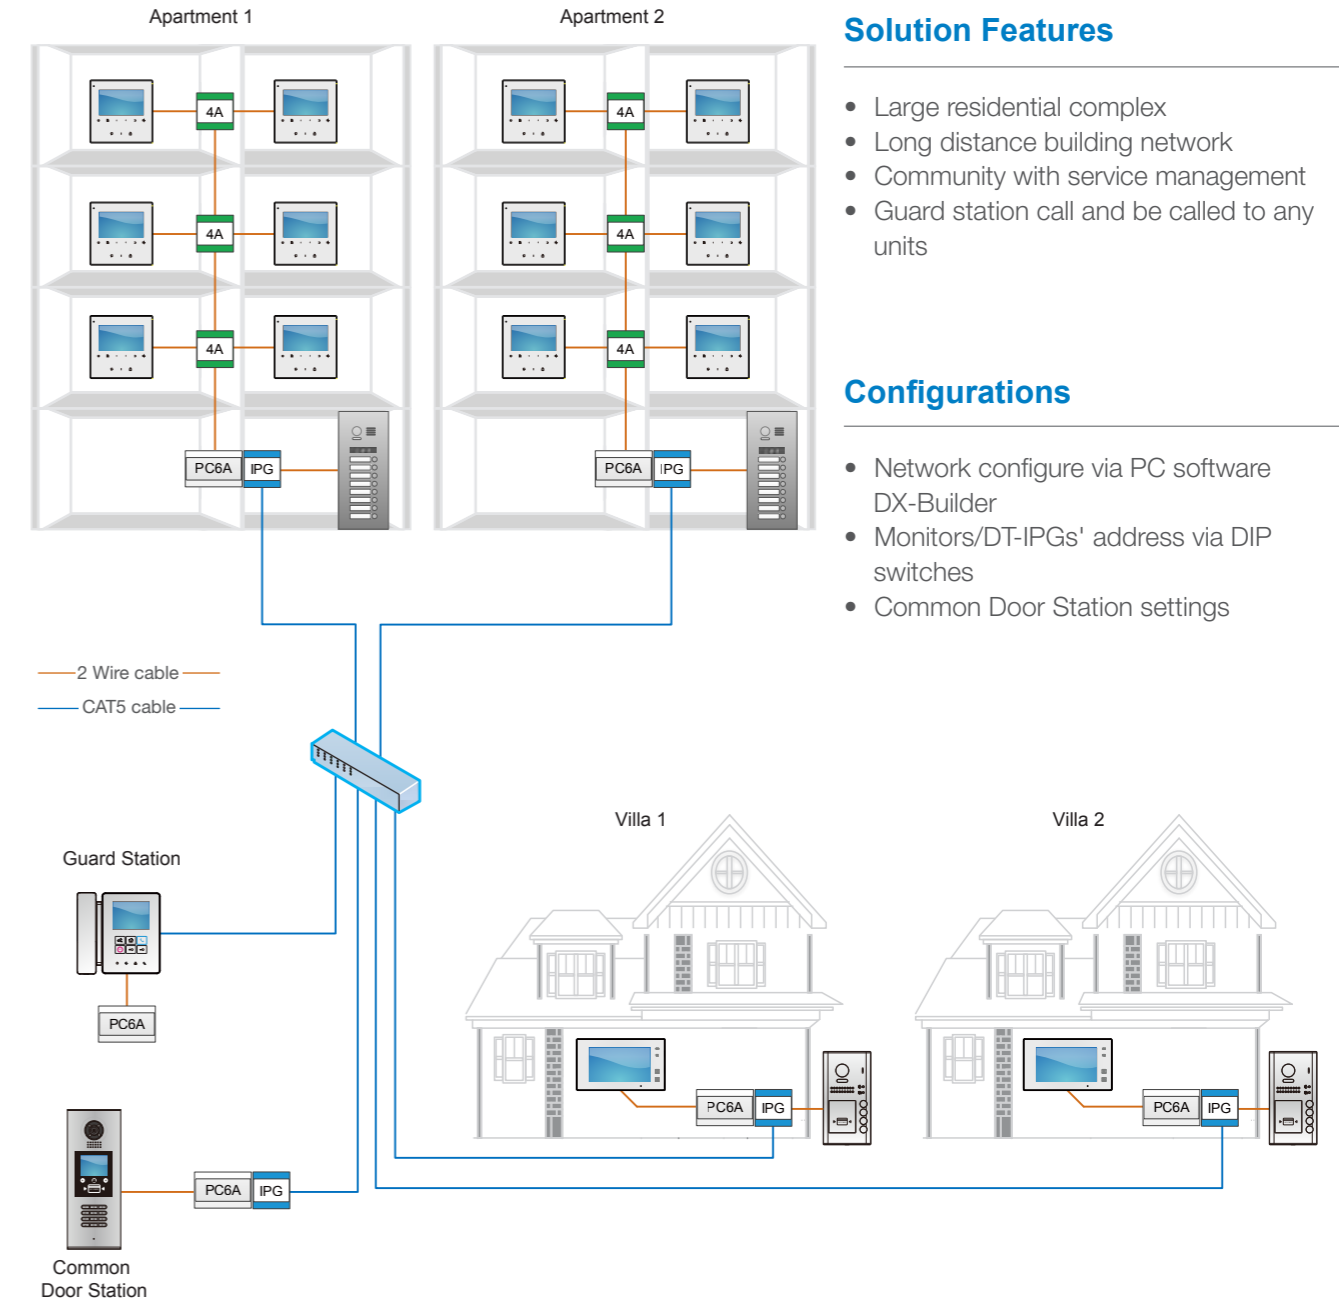 Apartment 1
Apartment 2
4A
4A
4A
4A
4A
4A
PC6A
IPG
PC6A
IPG
Solution Features
• Large residential complex
• Long distance building network
• Community with service management
• Guard station call and be called to any
units
Configurations
• Network configure via PC software
DX-Builder
• Monitors/DT-IPGs' address via DIP
switches
• Common Door Station settings
2 Wire cable
CAT5 cable
Guard Station
PC6A
PC6A
IPG
Common
Door Station
Villa 1
PC6A
IPG
Villa 2
PC6A
IPG